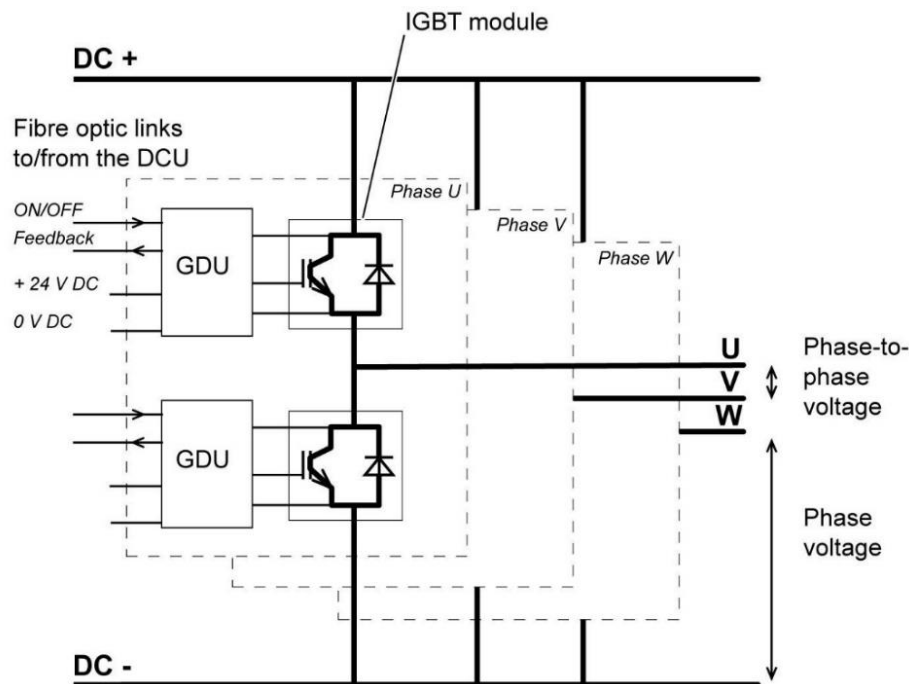 IGBT module
DC +
Fibre optic links
to/from the DCU
Phase U
ON/OFF
Phase V
Feedback
GDU
Phase W
+ 24 V DC
0 V DC
U
Phase-to-
phase
voltage
V
W
GDU
Phase
voltage
DC -